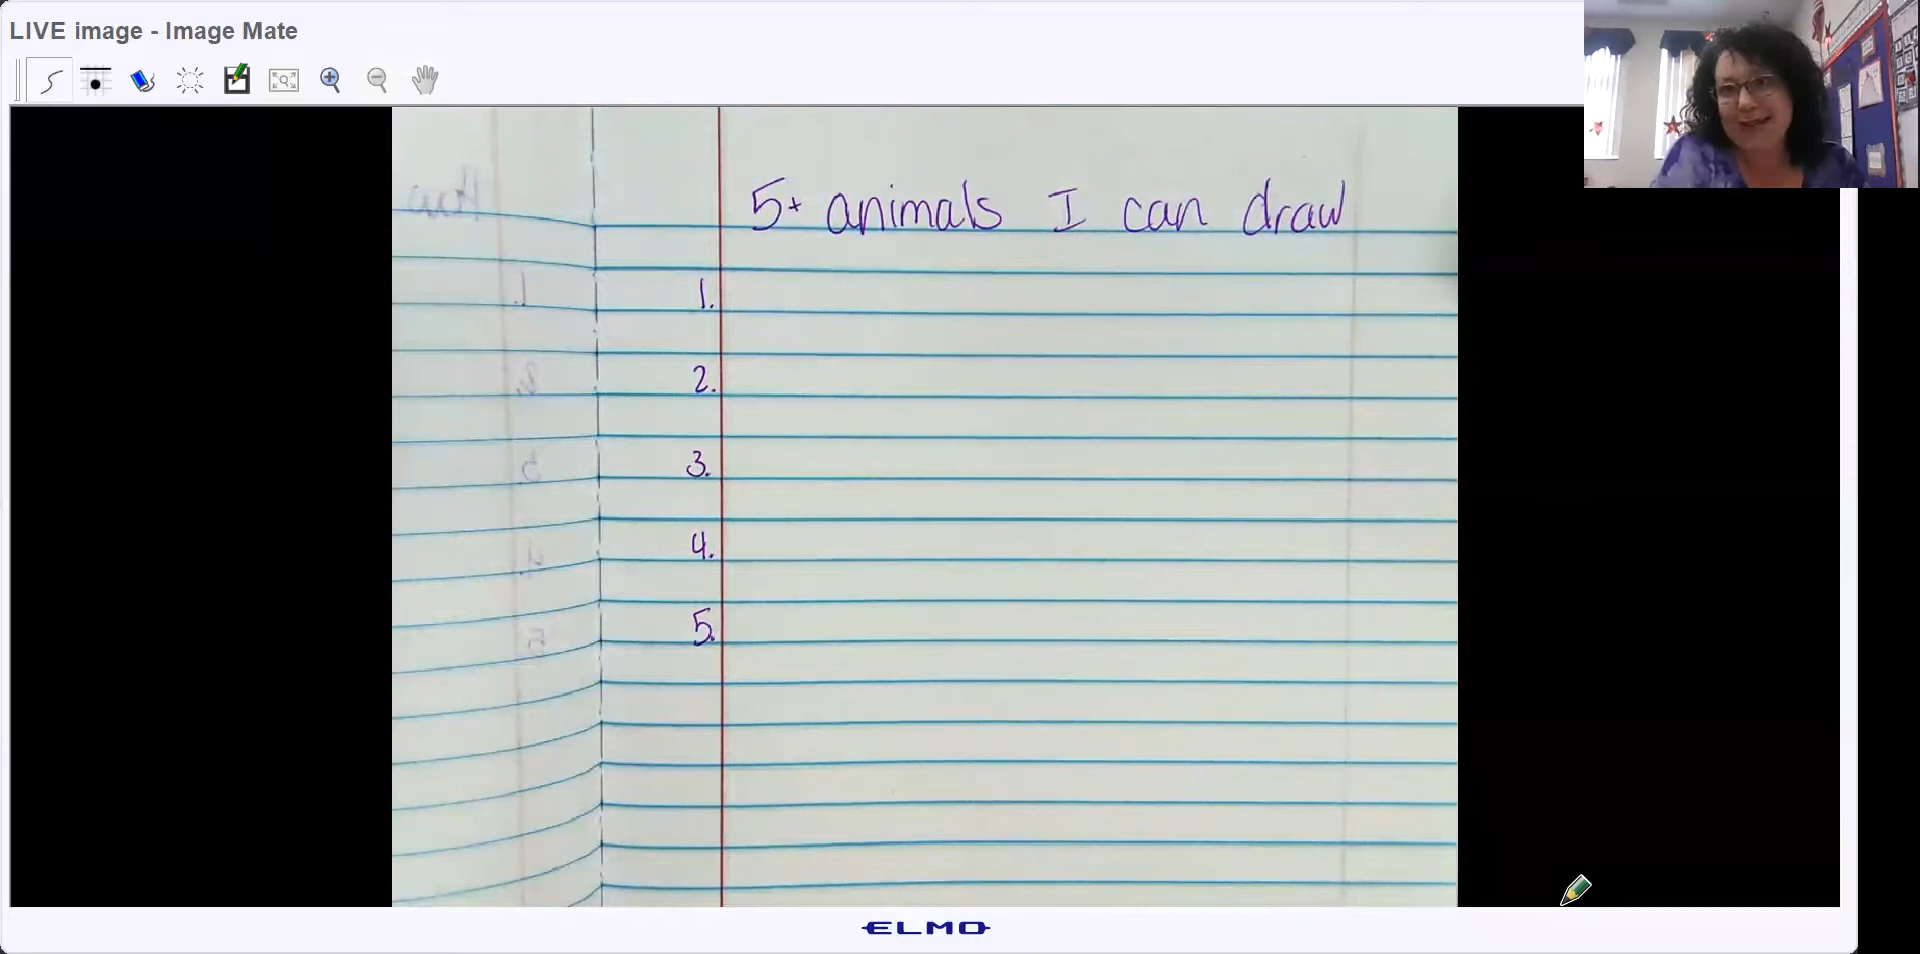 LIVE image - Image Mate
5+ animals I can draw
1.
2.
3.
4.
5.
ELMO